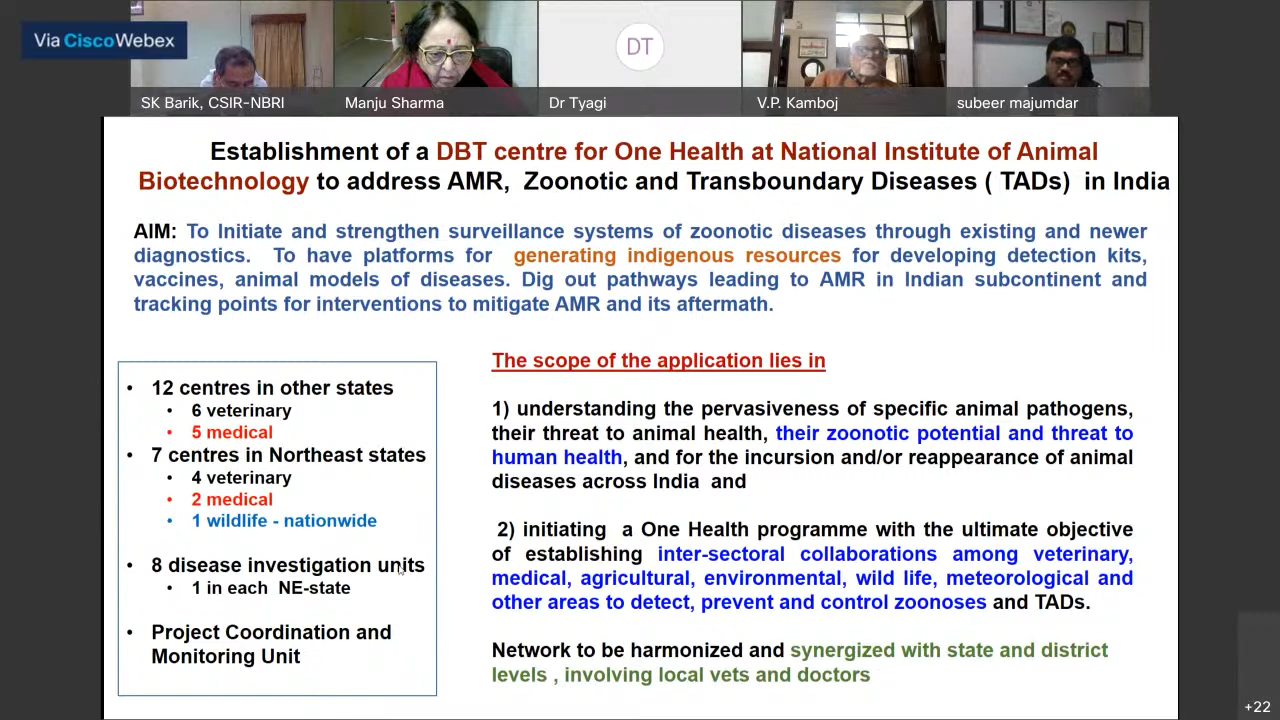 Via CiscoWebex
DT
SK Barik, CSIR-NBRI
Manju Sharma
Dr Tyagi
V.P. Kamboj
subeer majumdar
Establishment of a DBT centre for One Health at National Institute of Animal
Biotechnology to address AMR, Zoonotic and Transboundary Diseases ( TADs) in India
AIM: To Initiate and strengthen surveillance systems of zoonotic diseases through existing and newer
diagnostics. To have platforms for generating indigenous resources for developing detection kits,
vaccines, animal models of diseases. Dig out pathways leading to AMR in Indian subcontinent and
tracking points for interventions to mitigate AMR and its aftermath.
• 12 centres in other states
• 6 veterinary
• 5 medical
• 7 centres in Northeast states
• 4 veterinary
• 2 medical
• 1 wildlife - nationwide
• 8 disease investigation units
• 1 in each NE-state
• Project Coordination and
Monitoring Unit
The scope of the application lies in
1) understanding the pervasiveness of specific animal pathogens,
their threat to animal health, their zoonotic potential and threat to
human health, and for the incursion and/or reappearance of animal
diseases across India and
2) initiating a One Health programme with the ultimate objective
of establishing inter-sectoral collaborations among veterinary,
medical, agricultural, environmental, wild life, meteorological and
other areas to detect, prevent and control zoonoses and TADs.
Network to be harmonized and synergized with state and district
levels , involving local vets and doctors
+22